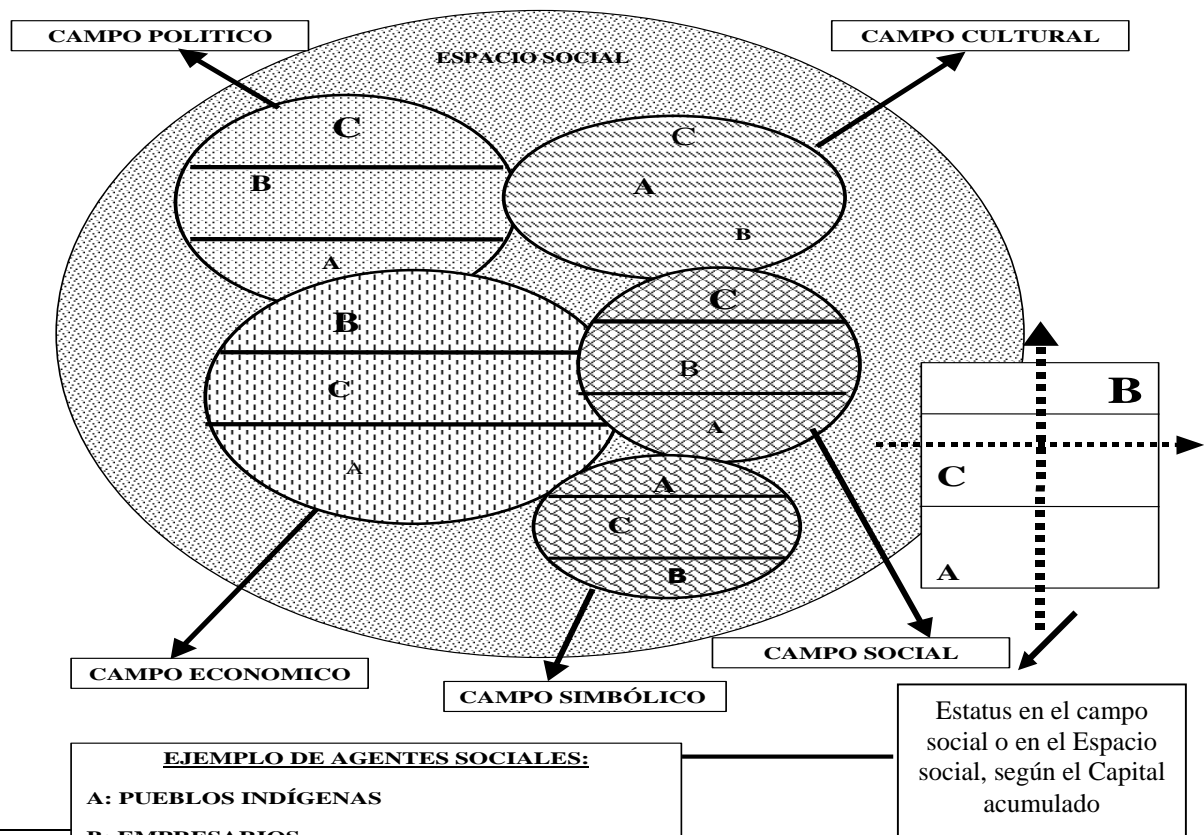 CAMPO POLITICO
CAMPO CULTURAL
ESPACIO SOCIAL
C
B
A
C
A
B
B
C
A
C
B
A
A
C
B
B
C
A
CAMPO SOCIAL
CAMPO ECONOMICO
CAMPO SIMBÓLICO
Estatus en el campo
social o en el Espacio
social, según el Capital
acumulado
EJEMPLO DE AGENTES SOCIALES:
A: PUEBLOS INDÍGENAS
B: EMPRESARIOS